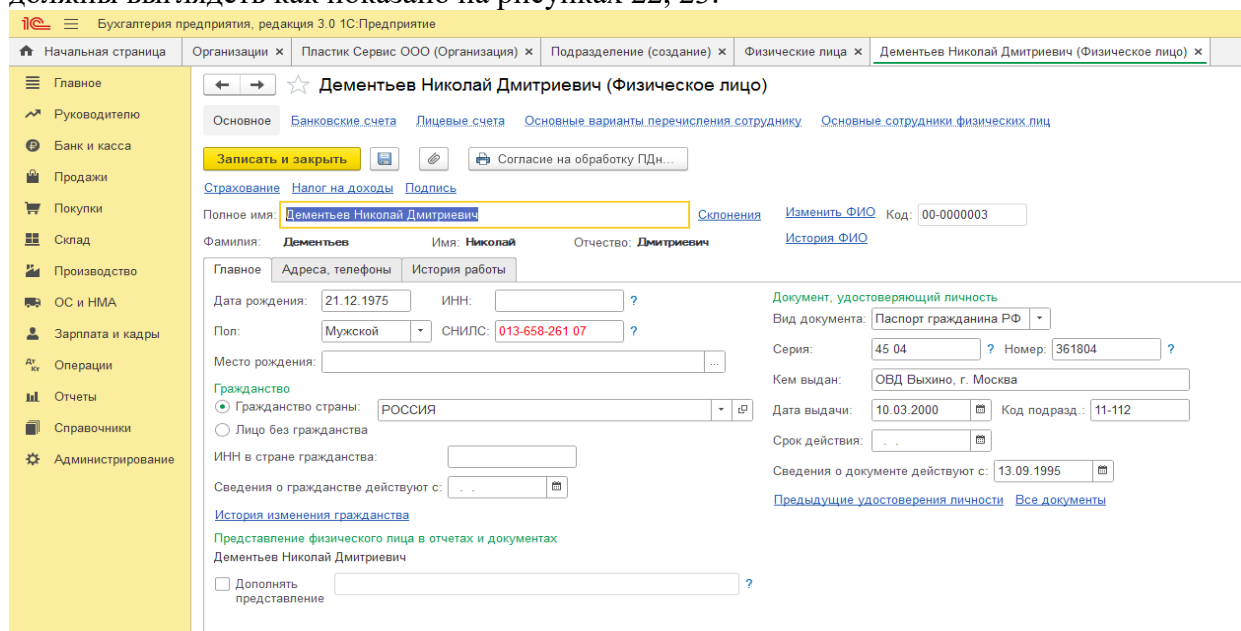 должны выглядеть как показано на рисунках 22, 23.
1С Бухгалтерия предприятия, редакция 3.0 1С:Предприятие
Начальная страница Организации × Пластик Сервис ООО (Организация) × Подразделение (создание) × Физические лица × Дементьев Николай Дмитриевич (Физическое лицо) ×
Главное
Руководителю
Банк и касса
Продажи
Покупки
Склад
Производство
ОС и НМА
Зарплата и кадры
Операции
Отчеты
Справочники
Администрирование
Дементьев Николай Дмитриевич (Физическое лицо)
Основное Банковские счета Лицевые счета Основные варианты перечисления сотруднику Основные сотрудники физических лиц
Записать и закрыть Согласие на обработку ПДн...
Страхование Налог на доходы Подпись
Полное имя: Дементьев Николай Дмитриевич Склонения Изменить ФИО Код: 00-0000003
Фамилия: Дементьев Имя: Николай Отчество: Дмитриевич История ФИО
Главное Адреса, телефоны История работы
Дата рождения: 21.12.1975 ИНН: ?
Пол: Мужской СНИЛС: 013-658-261 07 ?
Место рождения: ...
Гражданство
Гражданство страны: РОССИЯ
Лицо без гражданства
ИНН в стране гражданства:
Сведения о гражданстве действуют с: . .
История изменения гражданства
Представление физического лица в отчетах и документах
Дементьев Николай Дмитриевич
Дополнять
представление ?
Документ, удостоверяющий личность
Вид документа: Паспорт гражданина РФ
Серия: 45 04 ? Номер: 361804 ?
Кем выдан: ОВД Выхино, г. Москва
Дата выдачи: 10.03.2000 Код подразд.: 11-112
Срок действия: . .
Сведения о документе действуют с: 13.09.1995
Предыдущие удостоверения личности Все документы